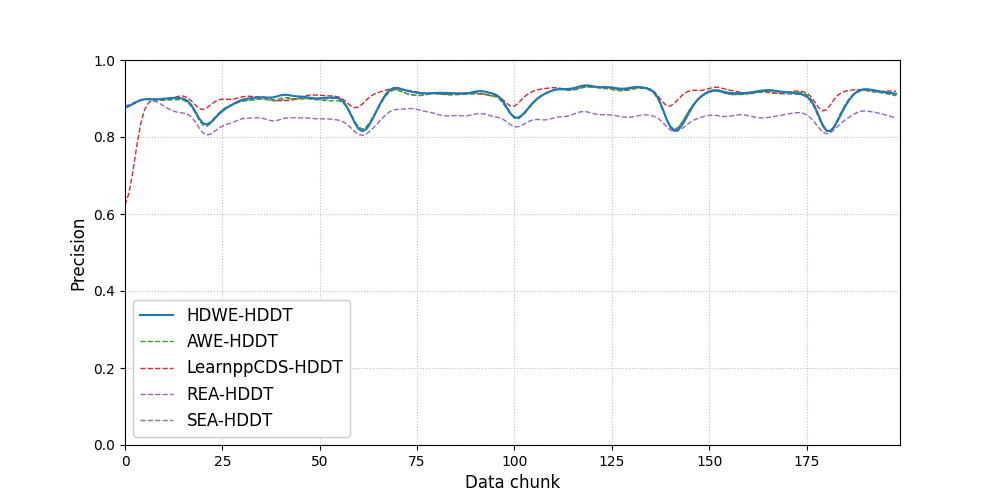 1.0
0.8
0.6
0.4
0.2
0.0
Precision
HDWE-HDDT
AWE-HDDT
LearnppCDS-HDDT
REA-HDDT
SEA-HDDT
0 25 50 75 100 125 150 175
Data chunk